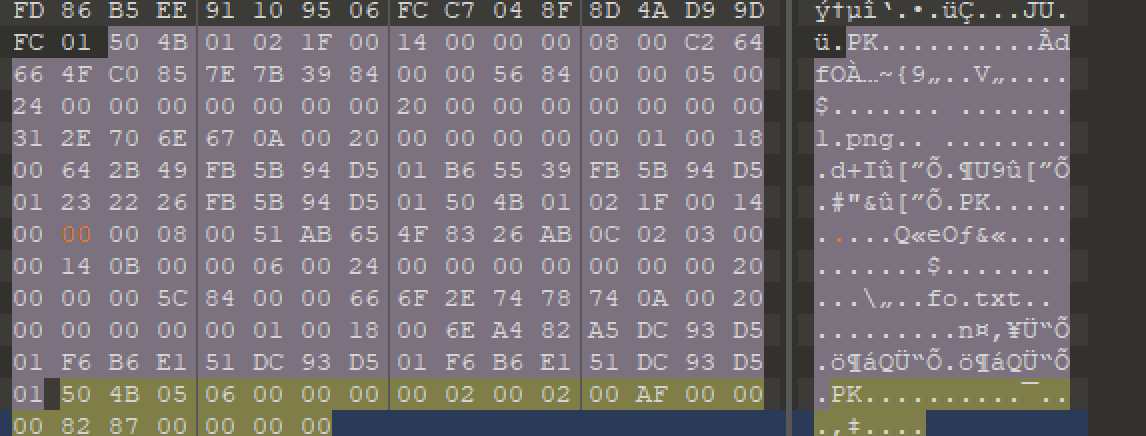 FD 86 B5 EE 91 10 95 06 FC C7 04 8F 8D 4A D9 9D ý†µî‘.•.üÇ...JÙ.
FC 01 50 4B 01 02 1F 00 14 00 00 00 08 00 C2 64 ü.PK..........Âd
66 4F C0 85 7E 7B 39 84 00 00 56 84 00 00 05 00 fOÀ…~{9„..V„....
24 00 00 00 00 00 00 00 20 00 00 00 00 00 00 00 $....... .......
31 2E 70 6E 67 0A 00 20 00 00 00 00 00 01 00 18 1.png.. ........
00 64 2B 49 FB 5B 94 D5 01 B6 55 39 FB 5B 94 D5 .d+Iû[”Õ.¶U9û[”Õ
01 23 22 26 FB 5B 94 D5 01 50 4B 01 02 1F 00 14 .#"&û[”Õ.PK.....
00 00 00 08 00 51 AB 65 4F 83 26 AB 0C 02 03 00 .....Q«eOƒ&«....
00 14 0B 00 00 06 00 24 00 00 00 00 00 00 00 20 .......$.......
00 00 00 5C 84 00 00 66 6F 2E 74 78 74 0A 00 20 ...\„..fo.txt..
00 00 00 00 00 01 00 18 00 6E A4 82 A5 DC 93 D5 .........n¤‚¥Ü“Õ
01 F6 B6 E1 51 DC 93 D5 01 F6 B6 E1 51 DC 93 D5 .ö¶áQÜ“Õ.ö¶áQÜ“Õ
01 50 4B 05 06 00 00 00 00 02 00 02 00 AF 00 00 .PK..........¯..
00 82 87 00 00 00 00 .‚‡....